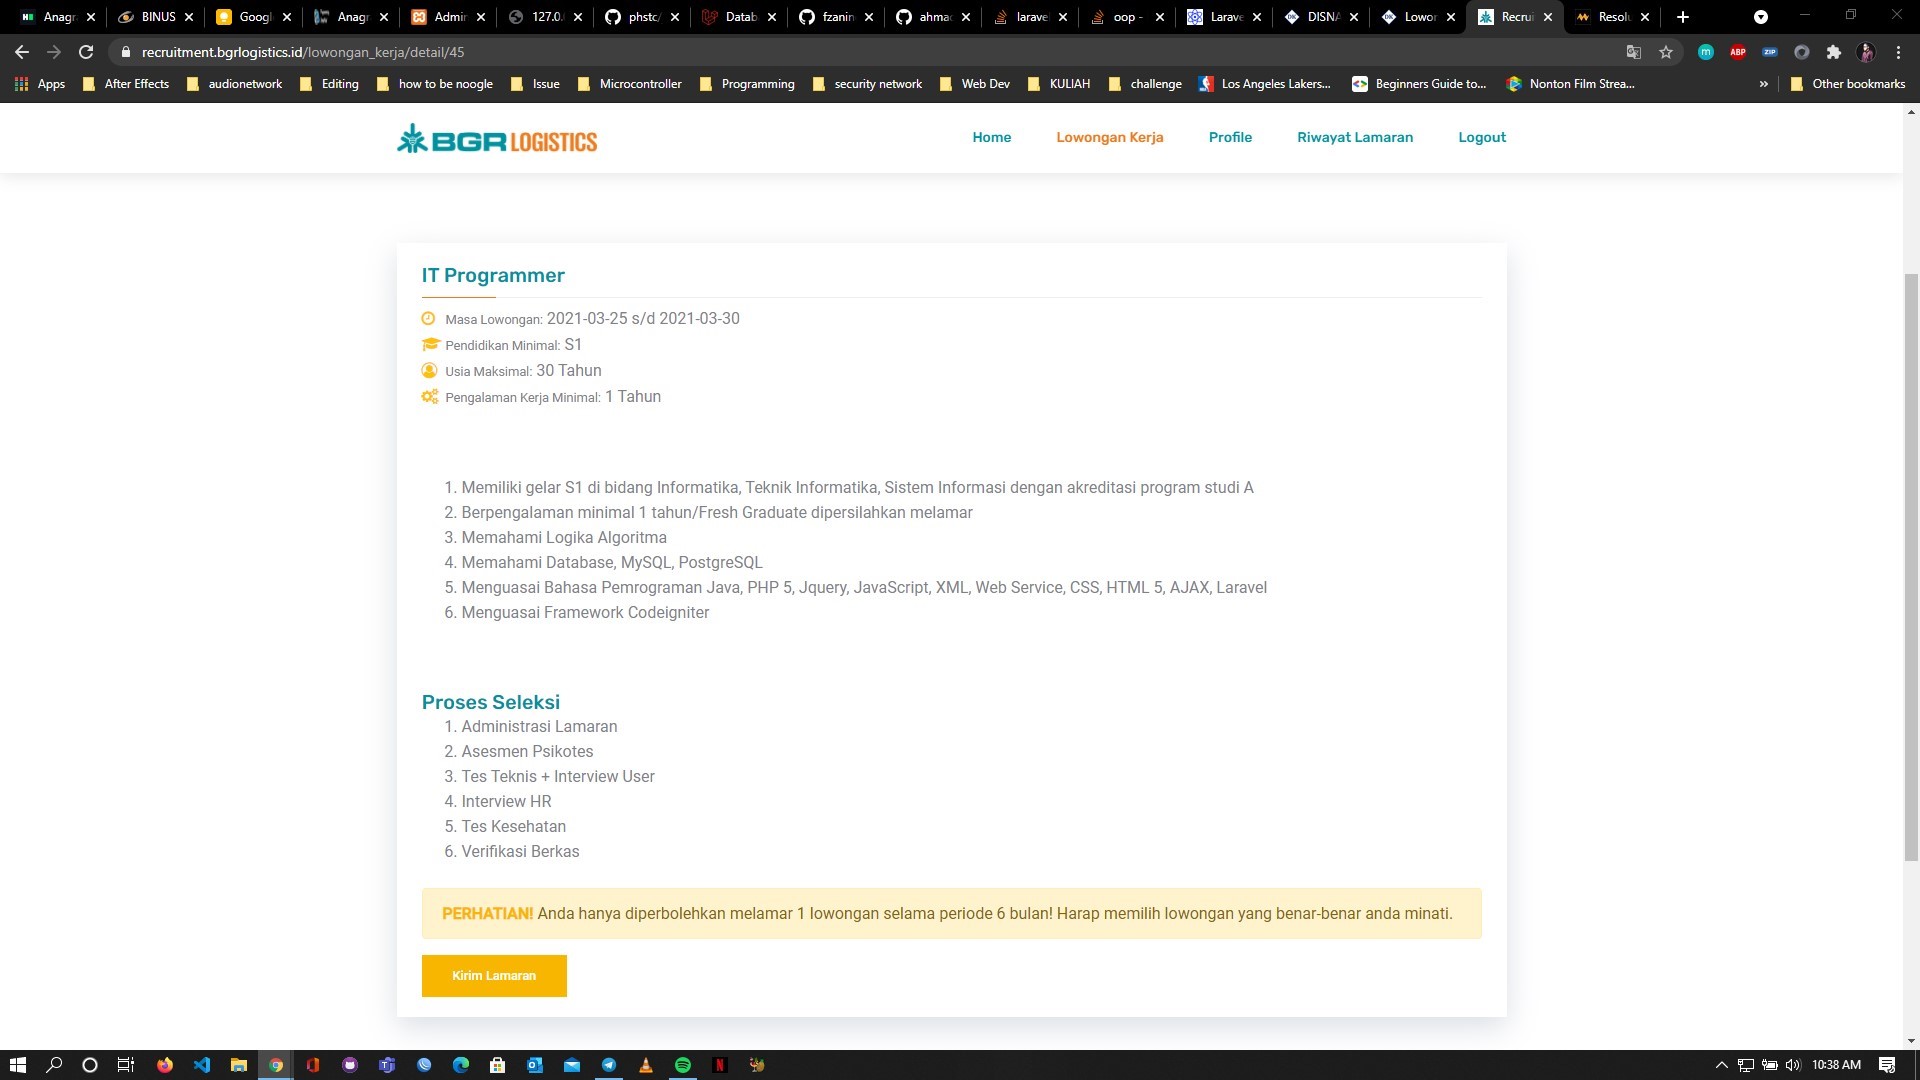 Anagr
BINUS
Googl
Anagr
Admir
127.0.
phstc/
Datab
fzanin
ahmac
larave
oop -
Larave
DISNA
Lowor
Recrui
Resolu
recruitment.bgrlogistics.id/lowongan_kerja/detail/45
ABP
ZIP
Apps
After Effects
audionetwork
Editing
how to be noogle
Issue
Microcontroller
Programming
security network
Web Dev
KULIAH
challenge
Los Angeles Lakers...
Beginners Guide to...
Nonton Film Strea...
»
Other bookmarks
BGR LOGISTICS
Home
Lowongan Kerja
Profile
Riwayat Lamaran
Logout
IT Programmer
Masa Lowongan: 2021-03-25 s/d 2021-03-30
Pendidikan Minimal: S1
Usia Maksimal: 30 Tahun
Pengalaman Kerja Minimal: 1 Tahun
1. Memiliki gelar S1 di bidang Informatika, Teknik Informatika, Sistem Informasi dengan akreditasi program studi A
2. Berpengalaman minimal 1 tahun/Fresh Graduate dipersilahkan melamar
3. Memahami Logika Algoritma
4. Memahami Database, MySQL, PostgreSQL
5. Menguasai Bahasa Pemrograman Java, PHP 5, Jquery, JavaScript, XML, Web Service, CSS, HTML 5, AJAX, Laravel
6. Menguasai Framework Codeigniter
Proses Seleksi
1. Administrasi Lamaran
2. Asesmen Psikotes
3. Tes Teknis + Interview User
4. Interview HR
5. Tes Kesehatan
6. Verifikasi Berkas
PERHATIAN! Anda hanya diperbolehkan melamar 1 lowongan selama periode 6 bulan! Harap memilih lowongan yang benar-benar anda minati.
Kirim Lamaran
10:38 AM